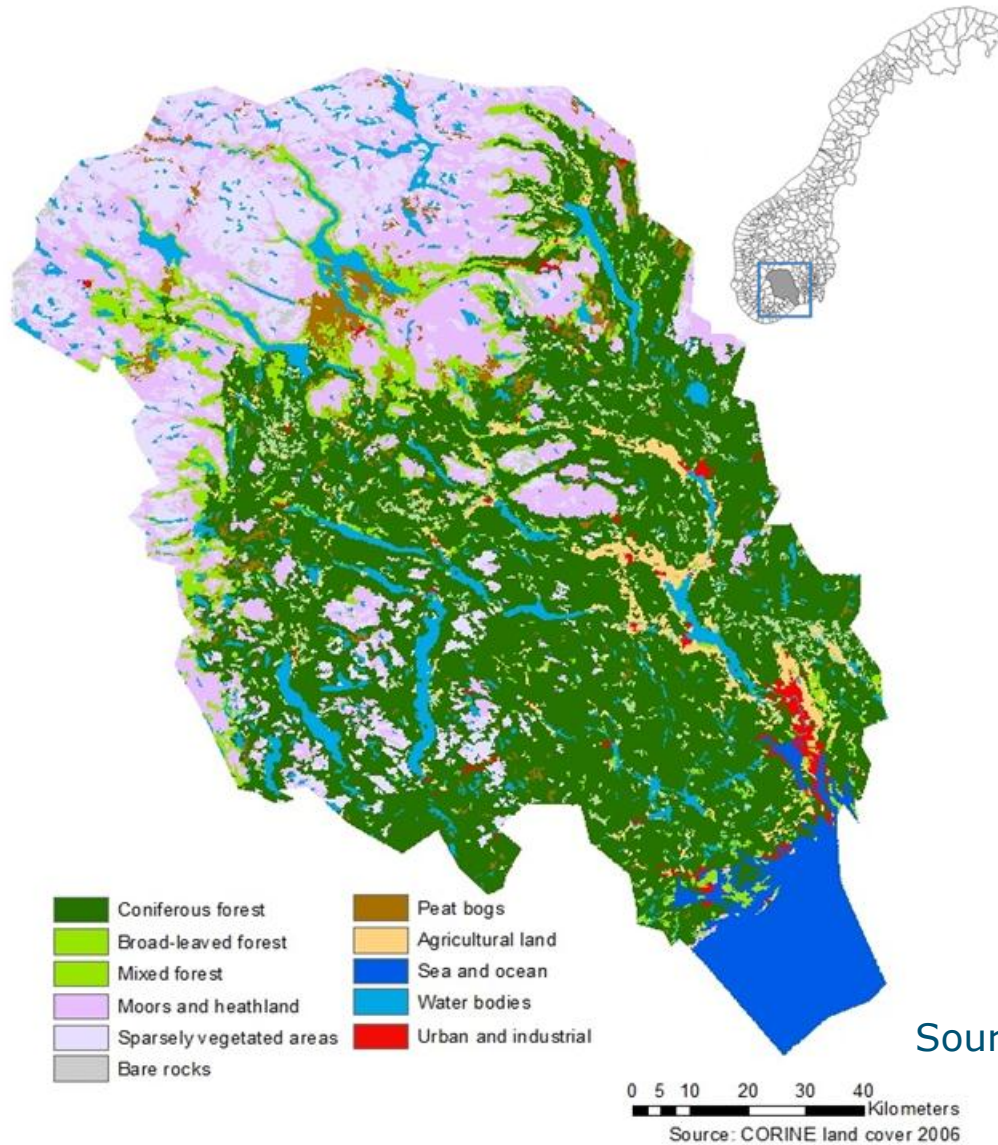 Coniferous forest
Broad-leaved forest
Mixed forest
Moors and heathland
Sparsely vegetated areas
Bare rocks
Peat bogs
Agricultural land
Sea and ocean
Water bodies
Urban and industrial
Sour
0 5 10 20 30 40
Kilometers
Source: CORINE land cover 2006